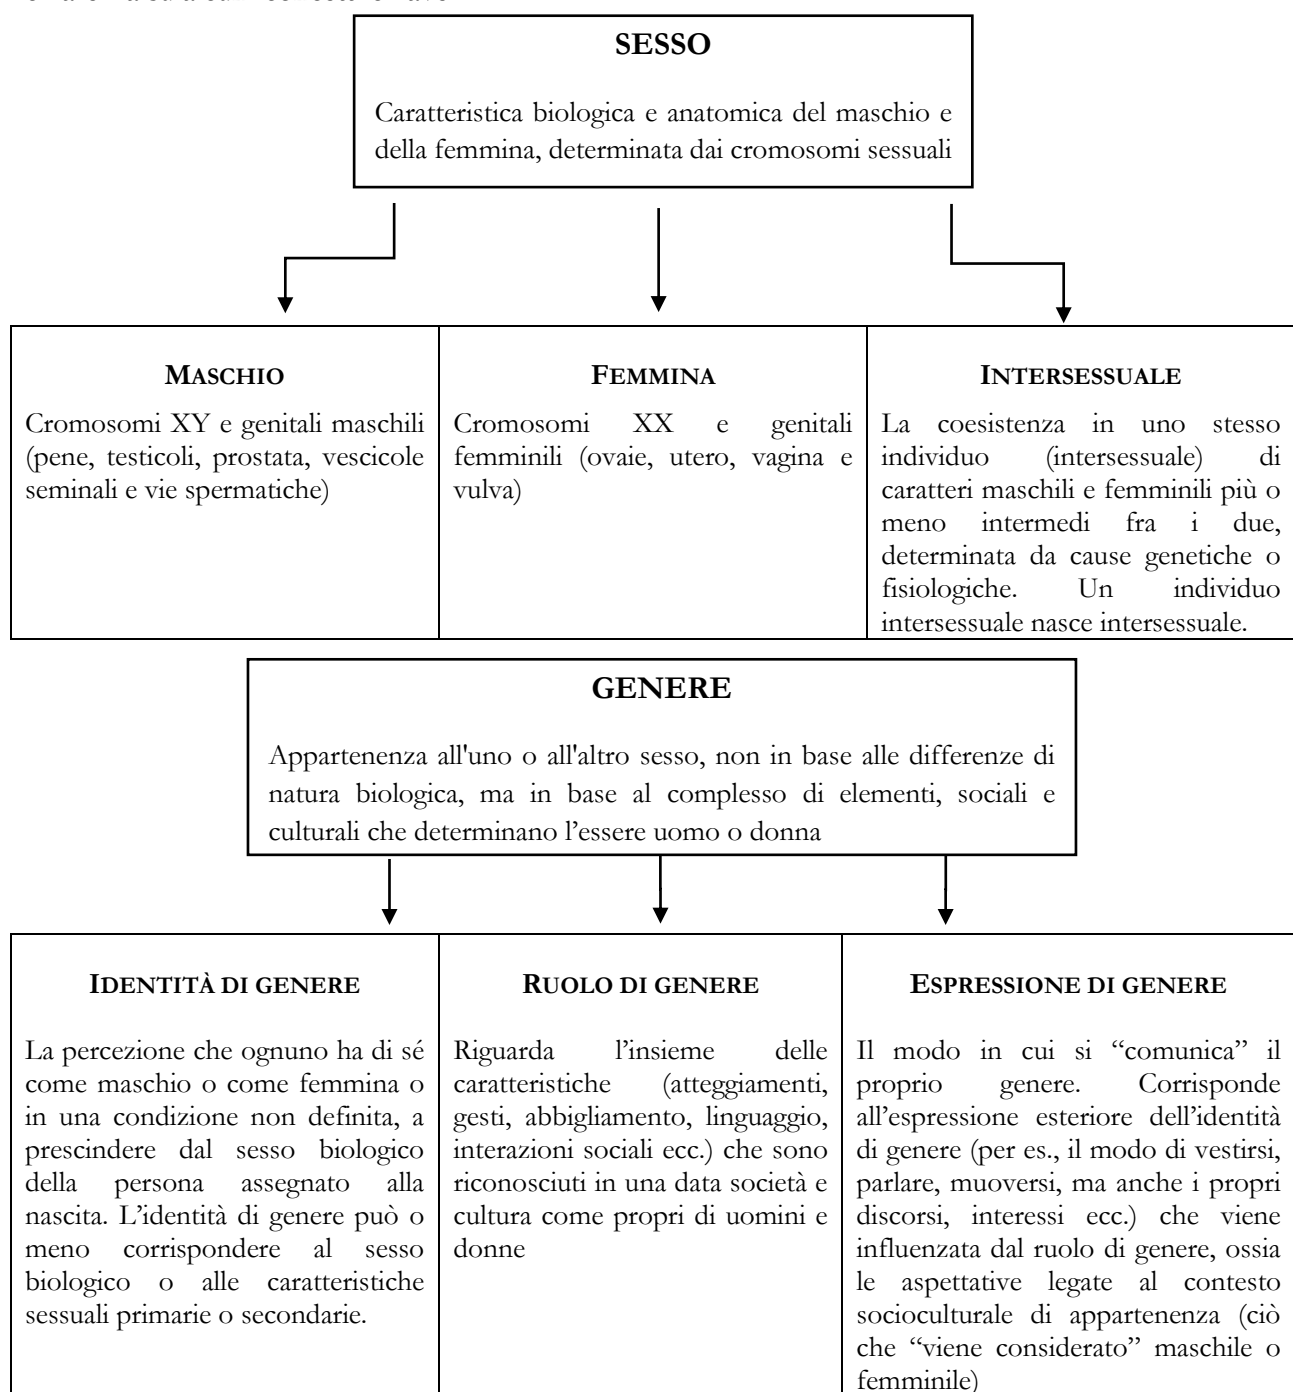 SESSO
Caratteristica biologica e anatomica del maschio e
della femmina, determinata dai cromosomi sessuali
MASCHIO
Cromosomi XY e genitali maschili
(pene, testicoli, prostata, vescicole
seminali e vie spermatiche)
FEMMINA
Cromosomi XX e genitali
femminili (ovaie, utero, vagina e
vulva)
INTERSESSUALE
La coesistenza in uno stesso
individuo (intersessuale) di
caratteri maschili e femminili più o
meno intermedi fra i due,
determinata da cause genetiche o
fisiologiche. Un individuo
intersessuale nasce intersessuale.
GENERE
Appartenenza all'uno o all'altro sesso, non in base alle differenze di
natura biologica, ma in base al complesso di elementi, sociali e
culturali che determinano l’essere uomo o donna
IDENTITÀ DI GENERE
La percezione che ognuno ha di sé
come maschio o come femmina o
in una condizione non definita, a
prescindere dal sesso biologico
della persona assegnato alla
nascita. L’identità di genere può o
meno corrispondere al sesso
biologico o alle caratteristiche
sessuali primarie o secondarie.
RUOLO DI GENERE
Riguarda l’insieme delle
caratteristiche (atteggiamenti,
gesti, abbigliamento, linguaggio,
interazioni sociali ecc.) che sono
riconosciuti in una data società e
cultura come propri di uomini e
donne
ESPRESSIONE DI GENERE
Il modo in cui si “comunica” il
proprio genere. Corrisponde
all’espressione esteriore dell’identità
di genere (per es., il modo di vestirsi,
parlare, muoversi, ma anche i propri
discorsi, interessi ecc.) che viene
influenzata dal ruolo di genere, ossia
le aspettative legate al contesto
socioculturale di appartenenza (ciò
che “viene considerato” maschile o
femminile)